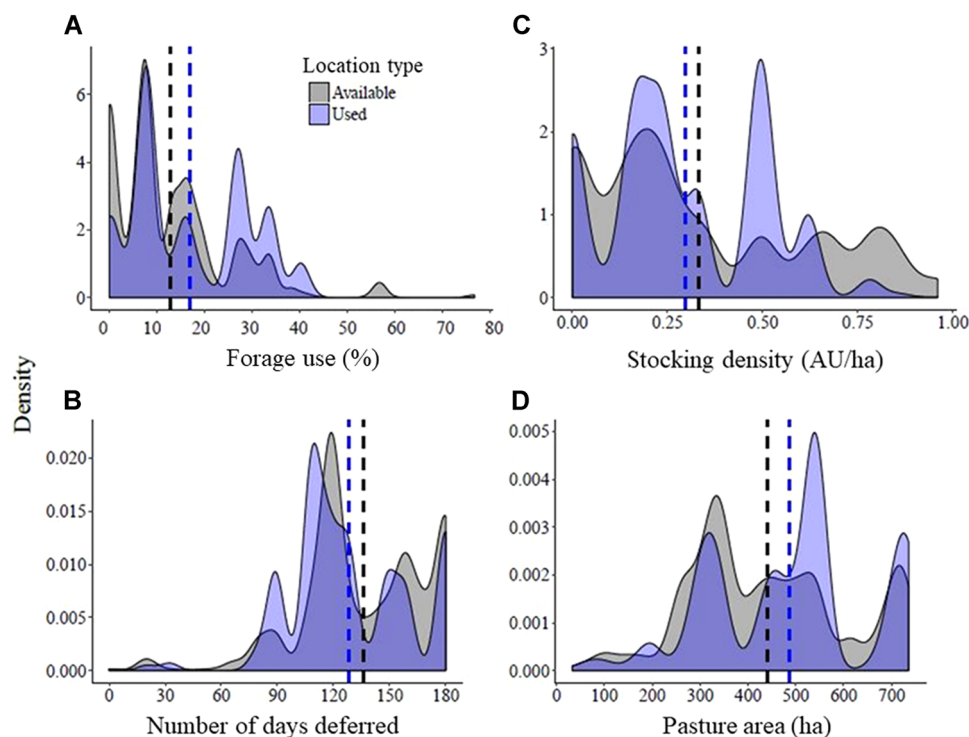 A
Location type
Available
Used
6
4
2
0
0 10 20 30 40 50 60 70 80
Forage use (%)
C
3
2
1
0
0.00 0.25 0.50 0.75 1.00
Stocking density (AU/ha)
Density
B
0.020
0.015
0.010
0.005
0.000
0 30 60 90 120 150 180
Number of days deferred
D
0.005
0.004
0.003
0.002
0.001
0.000
0 100 200 300 400 500 600 700
Pasture area (ha)